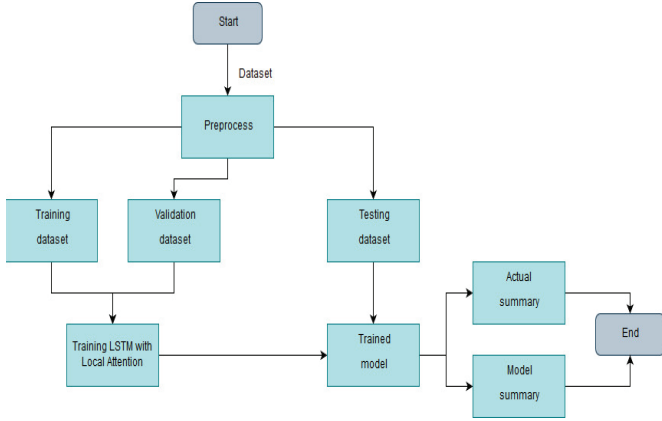 Start
Dataset
Preprocess
Training
dataset
Validation
dataset
Testing
dataset
Actual
summary
Training LSTM with
Local Attention
Trained
model
End
Model
summary